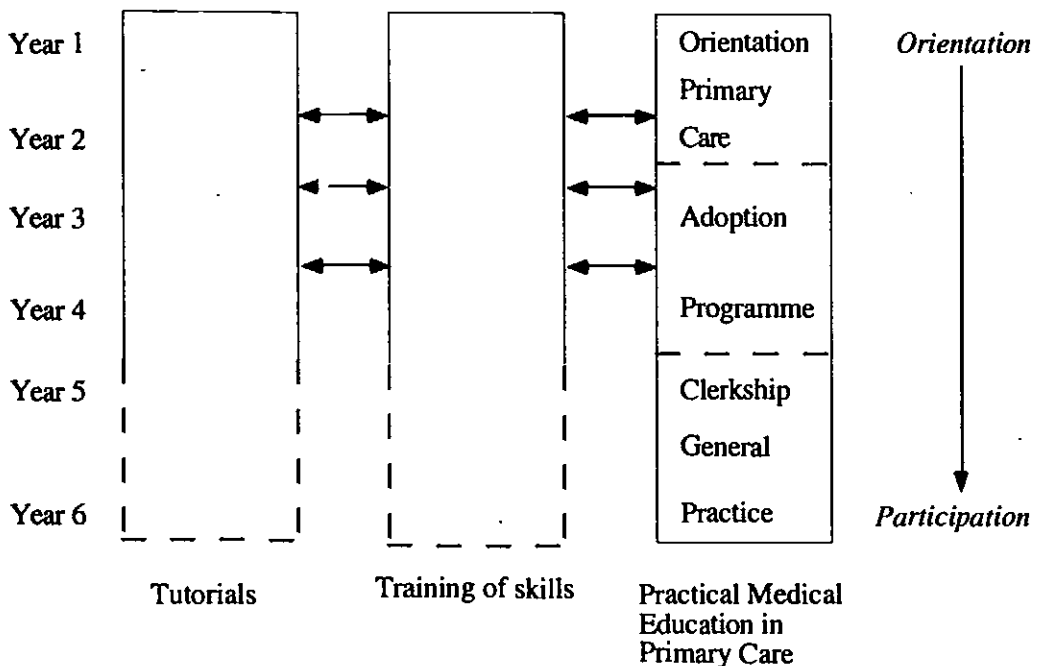 Year 1
Orientation
Orientation
Primary
Year 2
Care
Year 3
Adoption
Year 4
Programme
Year 5
Clerkship
General
Year 6
Practice
Participation
Tutorials
Training of skills
Practical Medical
Education in
Primary Care